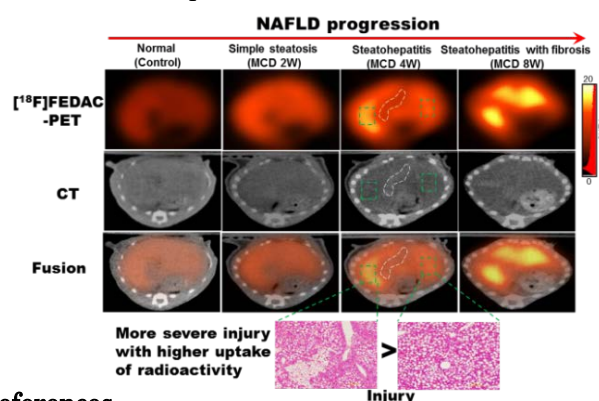 NAFLD progression
Normal Simple steatosis Steatohepatitis Steatohepatitis with fibrosis
(Control) (MCD 2W) (MCD 4W) (MCD 8W)
[¹⁸F]FEDAC
-PET
20
0
CT
Fusion
More severe injury
with higher uptake
of radioactivity
>
Injury